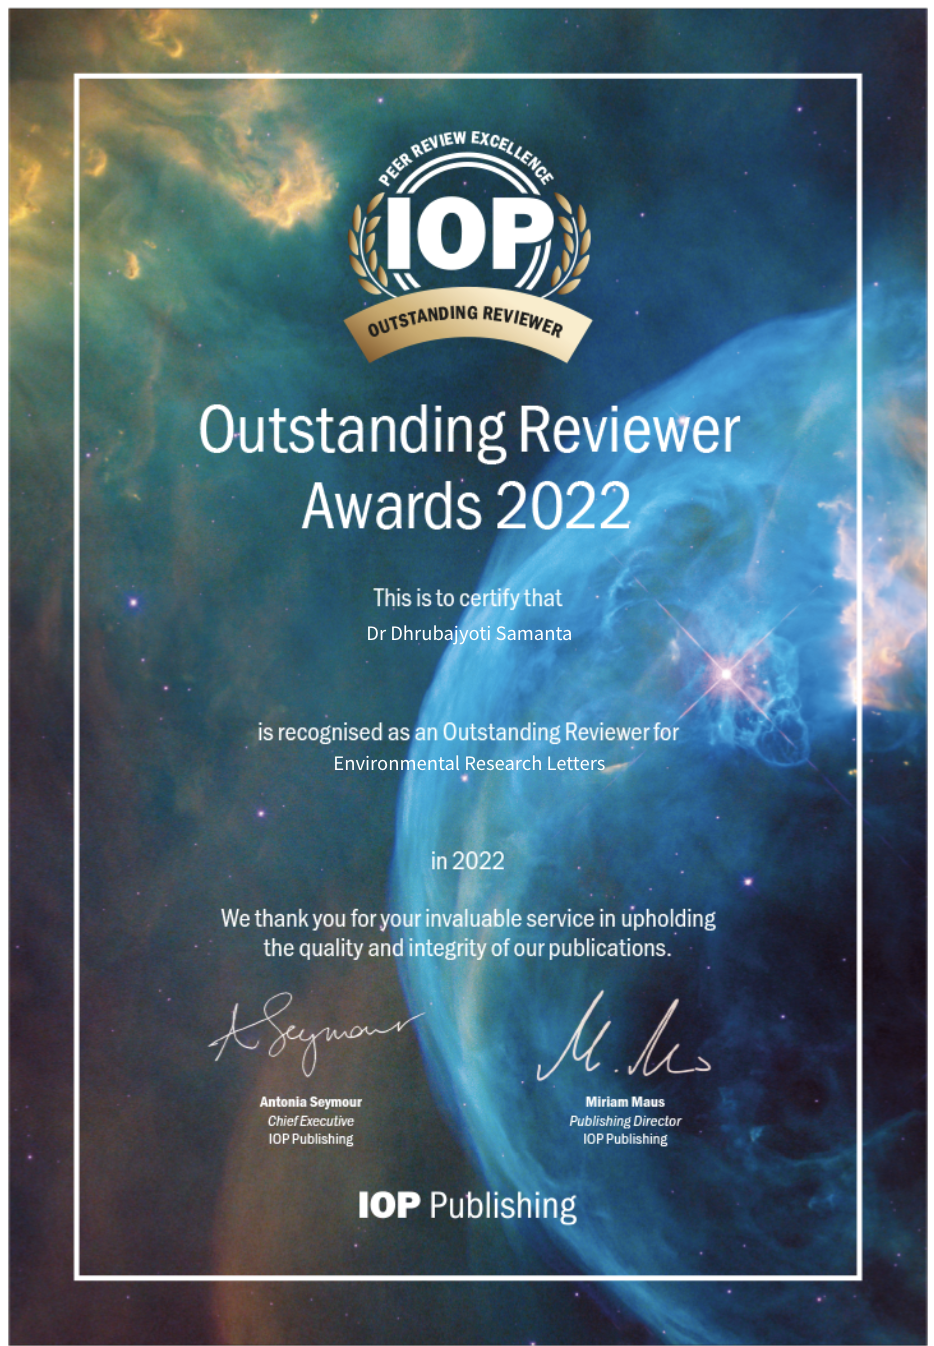 PEER REVIEW EXCELLENCE
IOP
OUTSTANDING REVIEWER
Outstanding Reviewer
Awards 2022
This is to certify that
Dr Dhrubajyoti Samanta
is recognised as an Outstanding Reviewer for
Environmental Research Letters
in 2022
We thank you for your invaluable service in upholding
the quality and integrity of our publications.
A Seymour
M. Maus
Antonia Seymour
Chief Executive
IOP Publishing
Miriam Maus
Publishing Director
IOP Publishing
IOP Publishing